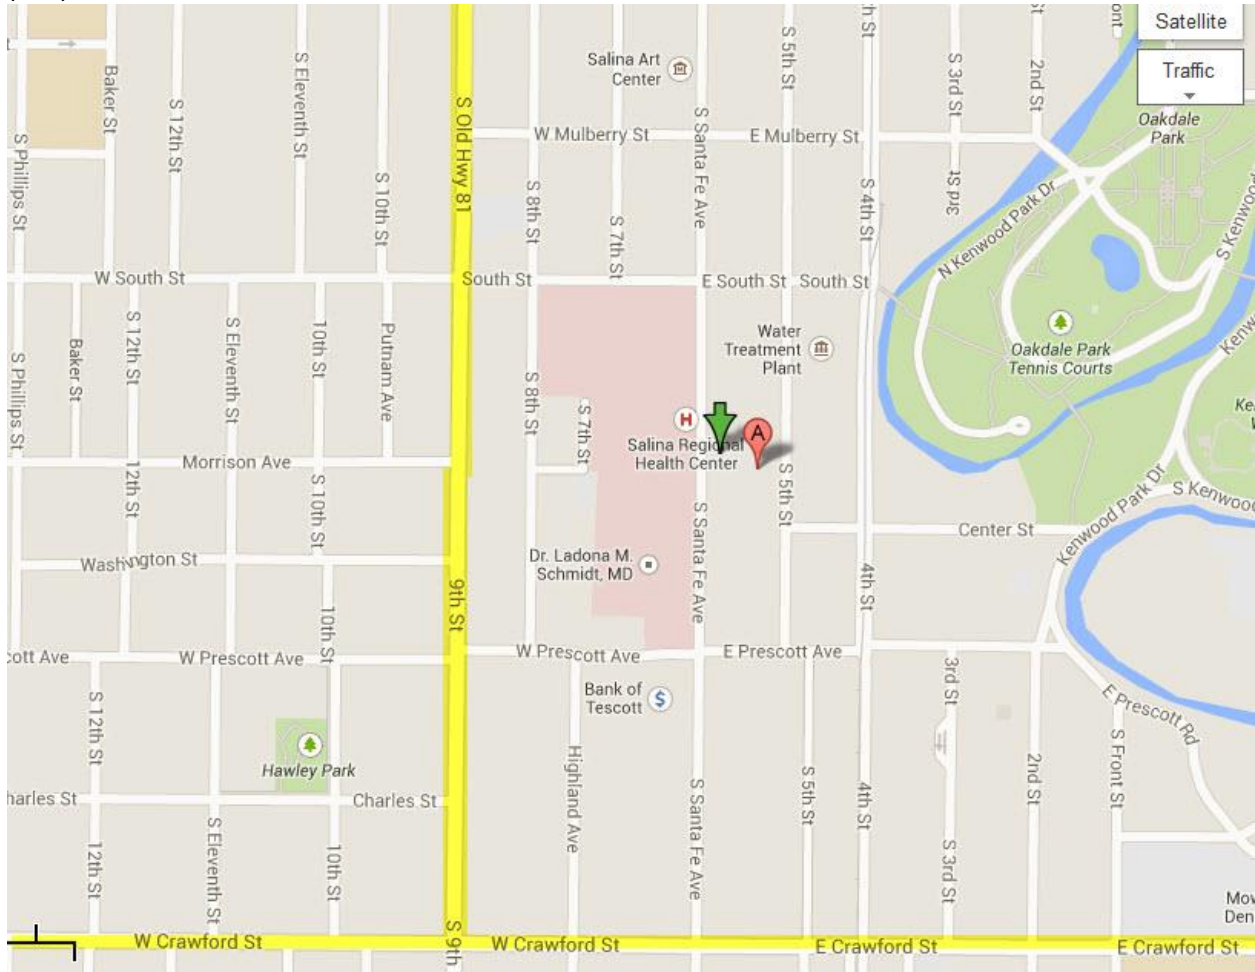 Satellite
Traffic
Salina Art
Center
Oakdale
Park
Baker St
S 12th St
S Eleventh St
S Old Hwy 81
S Santa Fe Ave
S 5th St
S 3rd St
2nd St
W Mulberry St
E Mulberry St
S Phillips St
S 10th St
S 8th St
S 7th St
S 4th St
3rd St
N Kenwood Park Dr
S Kenwood
W South St
South St
E South St
South St
S 12th St
S Eleventh St
10th St
Putnam Ave
Baker St
S Phillips St
Water
Treatment
Plant
Oakdale Park
Tennis Courts
S 8th St
S 7th St
H
A
Salina Regional
Health Center
Morrison Ave
12th St
S 10th St
S 5th St
S Santa Fe Ave
Kenwood Park Dr
S Kenwood
Center St
Washington St
Dr. Ladona M.
Schmidt, MD
9th St
4th St
10th St
cott Ave
W Prescott Ave
W Prescott Ave
E Prescott Ave
E Prescott Rd
S 12th St
Bank of
Tescott
$
3rd St
Hawley Park
Highland Ave
S Santa Fe Ave
S 5th St
4th St
2nd St
S Front St
harles St
Charles St
12th St
S Eleventh St
10th St
S 3rd St
Mow
Den
S 9th
W Crawford St
W Crawford St
E Crawford St
E Crawford St